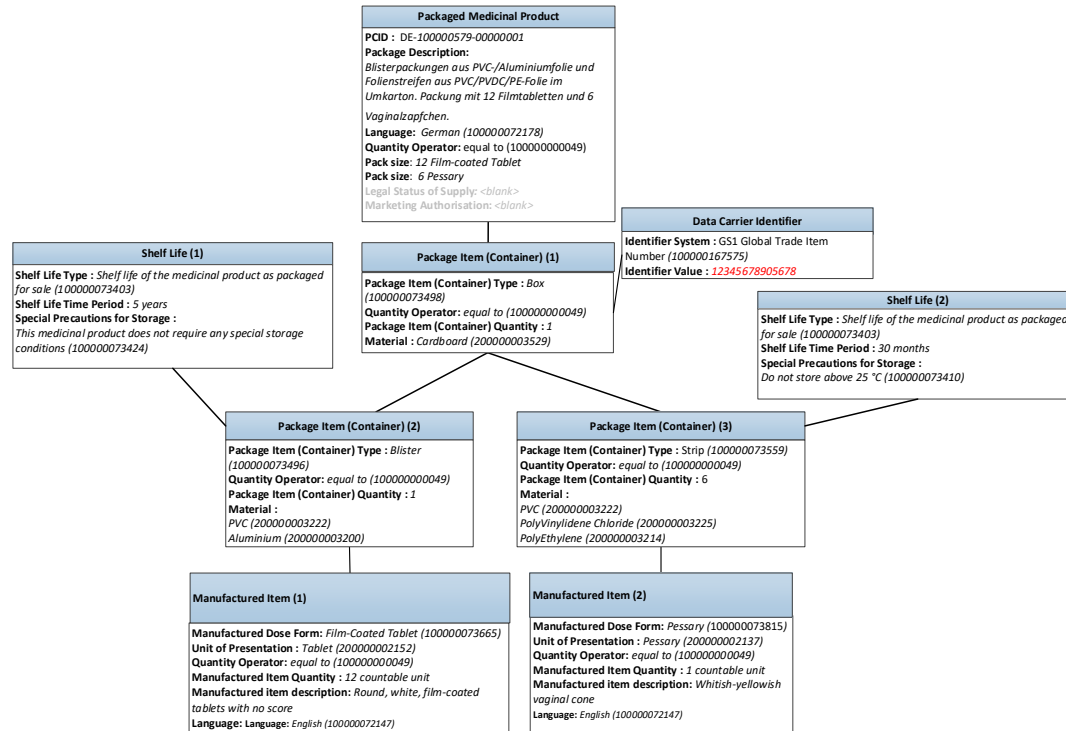 Packaged Medicinal Product
PCID : DE-100000579-00000001
Package Description:
Blisterpackungen aus PVC-/Aluminiumfolie und
Folienstreifen aus PVC/PVDC/PE-Folie im
Umkarton. Packung mit 12 Filmtabletten und 6
Vaginalzapfchen.
Language: German (100000072178)
Quantity Operator: equal to (100000000049)
Pack size: 12 Film-coated Tablet
Pack size: 6 Pessary
Legal Status of Supply: <blank>
Marketing Authorisation: <blank>
Data Carrier Identifier
Identifier System : GS1 Global Trade Item
Number (100000167575)
Identifier Value : 12345678905678
Shelf Life (1)
Shelf Life Type : Shelf life of the medicinal product as packaged
for sale (100000073403)
Shelf Life Time Period : 5 years
Special Precautions for Storage :
This medicinal product does not require any special storage
conditions (100000073424)
Package Item (Container) (1)
Package Item (Container) Type : Box
(100000073498)
Quantity Operator: equal to (100000000049)
Package Item (Container) Quantity : 1
Material : Cardboard (200000003529)
Shelf Life (2)
Shelf Life Type : Shelf life of the medicinal product as packaged
for sale (100000073403)
Shelf Life Time Period : 30 months
Special Precautions for Storage :
Do not store above 25 °C (100000073410)
Package Item (Container) (2)
Package Item (Container) Type : Blister
(100000073496)
Quantity Operator: equal to (100000000049)
Package Item (Container) Quantity : 1
Material :
PVC (200000003222)
Aluminium (200000003200)
Package Item (Container) (3)
Package Item (Container) Type : Strip (100000073559)
Quantity Operator: equal to (100000000049)
Package Item (Container) Quantity : 6
Material :
PVC (200000003222)
PolyVinylidene Chloride (200000003225)
PolyEthylene (200000003214)
Manufactured Item (1)
Manufactured Dose Form: Film-Coated Tablet (100000073665)
Unit of Presentation : Tablet (200000002152)
Quantity Operator: equal to (100000000049)
Manufactured Item Quantity : 12 countable unit
Manufactured item description: Round, white, film-coated
tablets with no score
Language: Language: English (100000072147)
Manufactured Item (2)
Manufactured Dose Form: Pessary (100000073815)
Unit of Presentation : Pessary (200000002137)
Quantity Operator: equal to (100000000049)
Manufactured Item Quantity : 1 countable unit
Manufactured item description: Whitish-yellowish
vaginal cone
Language: English (100000072147)